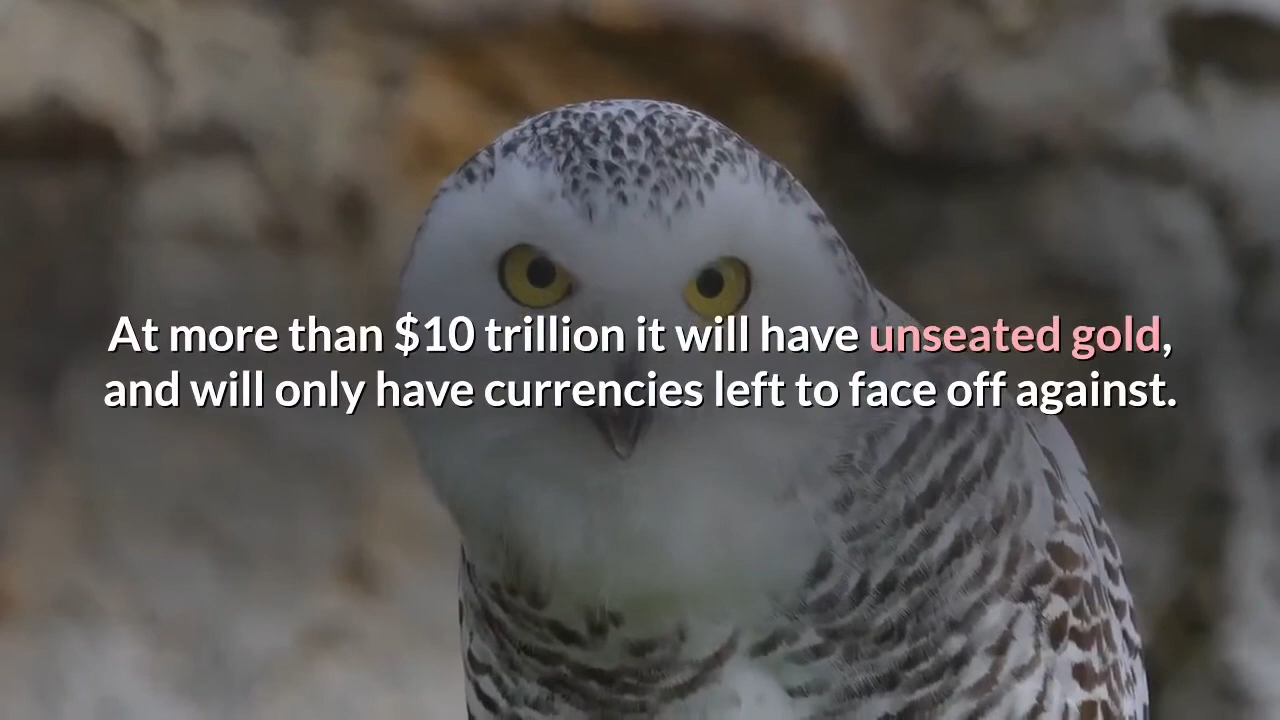 At more than $10 trillion it will have unseated gold,
and will only have currencies left to face off against.